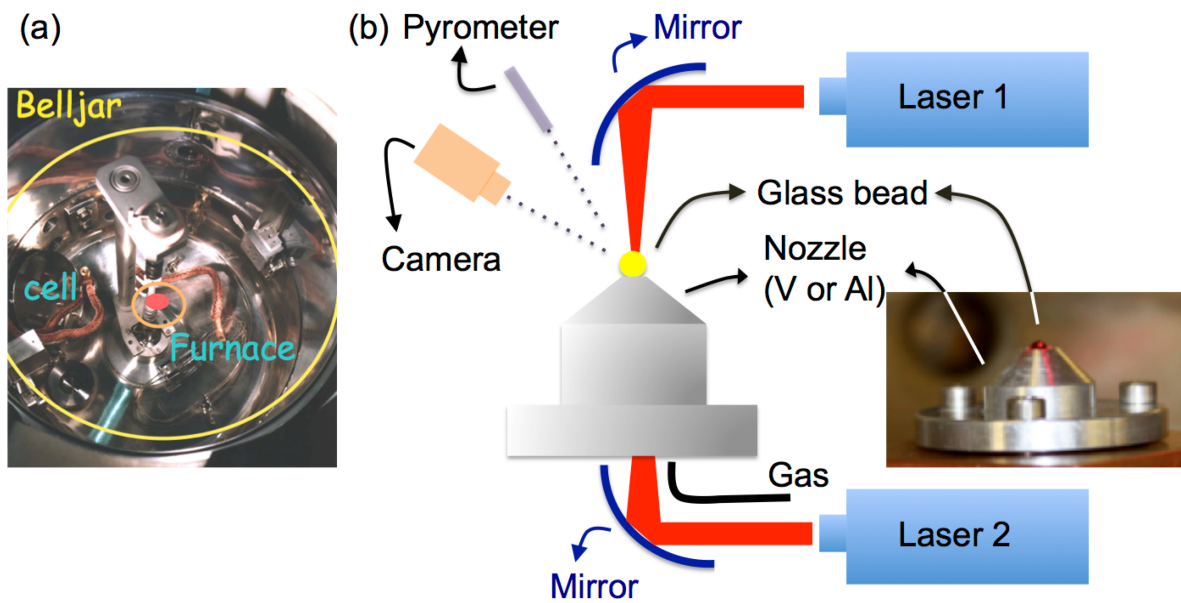 (a)
Belljar
cell
Furnace
(b)
Pyrometer
Mirror
Laser 1
Camera
Glass bead
Nozzle
(V or Al)
Gas
Laser 2
Mirror